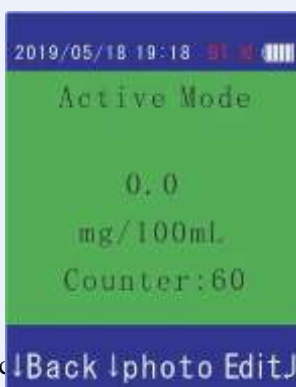 2019/05/18 19:18
Active Mode
0.0
mg/100mL
Counter:60
↓Back ↓photo Edit